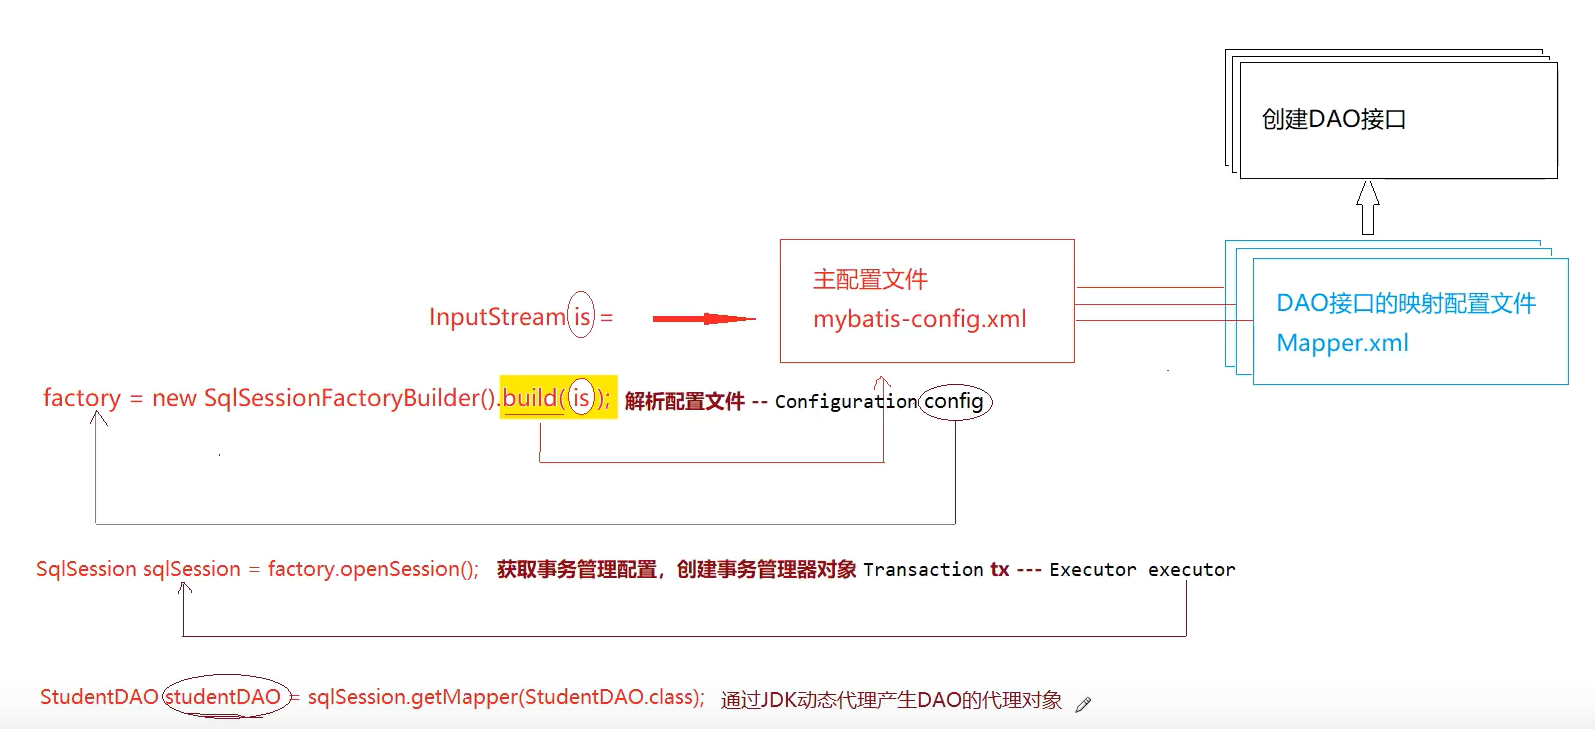 创建DAO接口
主配置文件
mybatis-config.xml
DAO接口的映射配置文件
Mapper.xml
InputStream is =
factory = new SqlSessionFactoryBuilder().build( is ); 解析配置文件 -- Configuration config
SqlSession sqlSession = factory.openSession(); 获取事务管理配置，创建事务管理器对象 Transaction tx --- Executor executor
StudentDAO studentDAO = sqlSession.getMapper(StudentDAO.class); 通过JDK动态代理产生DAO的代理对象